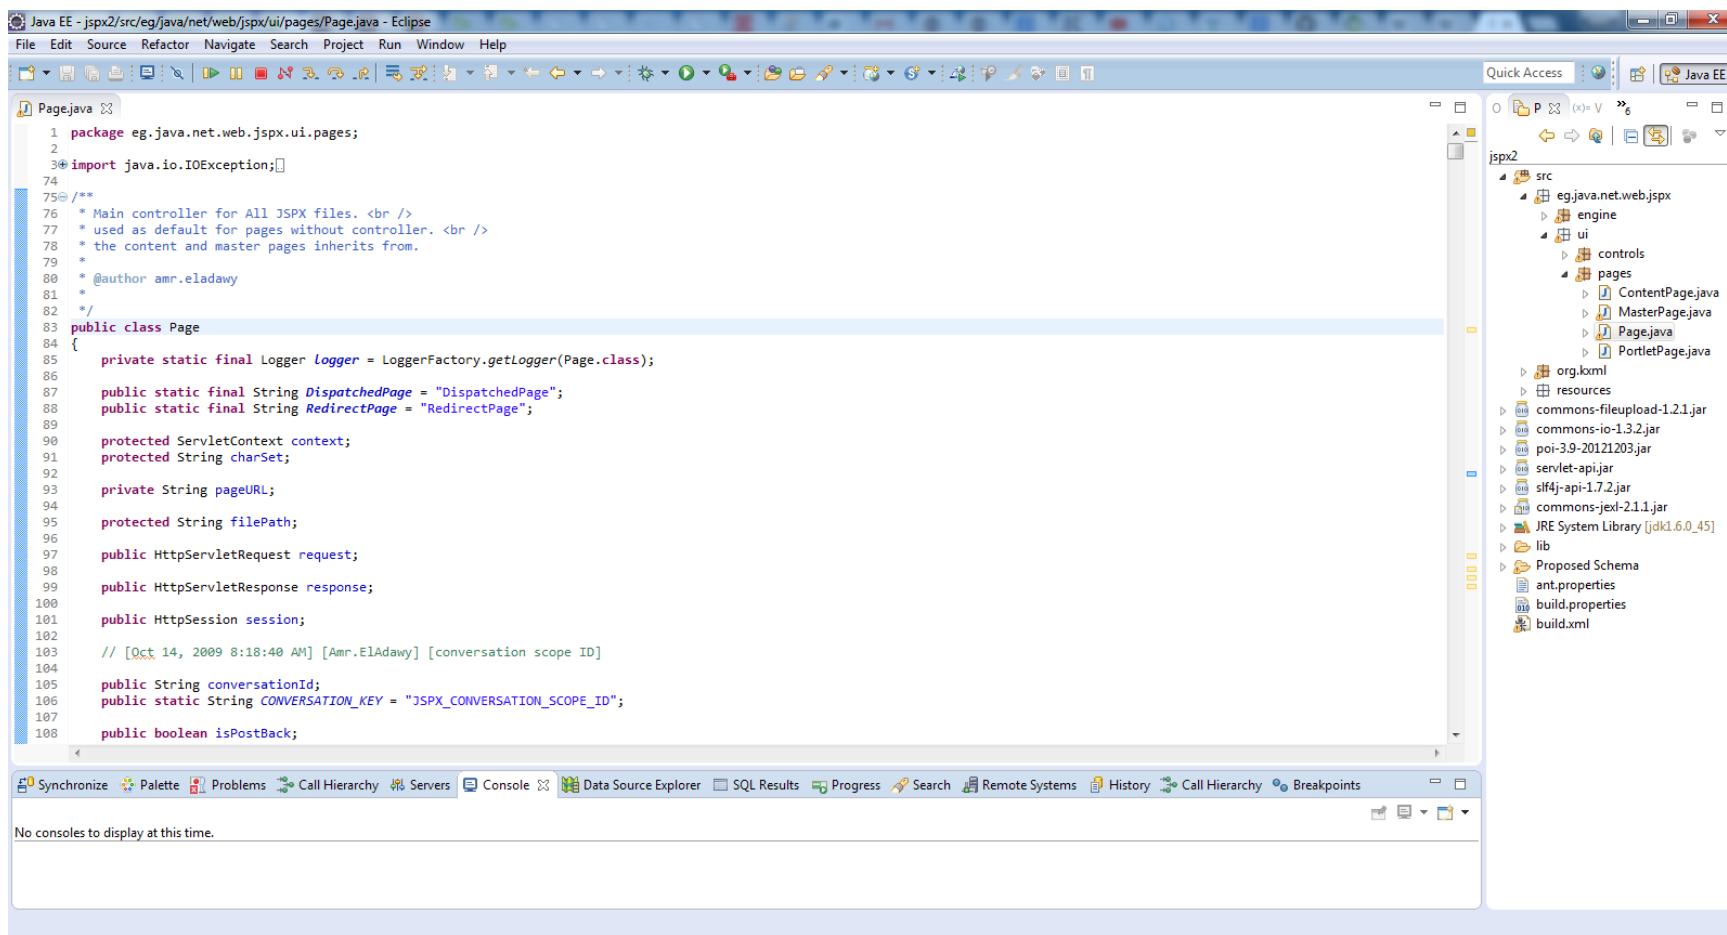 Java EE - jspx2/src/eg/java/net/web/jspx/ui/pages/Page.java - Eclipse
File Edit Source Refactor Navigate Search Project Run Window Help
Quick Access
Java EE
Page.java
1 package eg.java.net.web.jspx.ui.pages;
2
3 import java.io.IOException;
74
75 /**
76 * Main controller for All JSPX files. <br />
77 * used as default for pages without controller. <br />
78 * the content and master pages inherits from.
79 *
80 * @author amr.eladawy
81 *
82 */
83 public class Page
84 {
85 private static final Logger logger = LoggerFactory.getLogger(Page.class);
86
87 public static final String DispatchedPage = "DispatchedPage";
88 public static final String RedirectPage = "RedirectPage";
89
90 protected ServletContext context;
91 protected String charSet;
92
93 private String pageURL;
94
95 protected String filePath;
96
97 public HttpServletRequest request;
98
99 public HttpServletResponse response;
100
101 public HttpSession session;
102
103 // [Oct 14, 2009 8:18:40 AM] [Amr.ElAdawy] [conversation scope ID]
104
105 public String conversationId;
106 public static String CONVERSATION_KEY = "JSPX_CONVERSATION_SCOPE_ID";
107
108 public boolean isPostBack;
O P (x)= V »6
jspx2
src
eg.java.net.web.jspx
engine
ui
controls
pages
ContentPage.java
MasterPage.java
Page.java
PortletPage.java
org.kxml
resources
commons-fileupload-1.2.1.jar
commons-io-1.3.2.jar
poi-3.9-20121203.jar
servlet-api.jar
slf4j-api-1.7.2.jar
commons-jexl-2.1.1.jar
JRE System Library [jdk1.6.0_45]
lib
Proposed Schema
ant.properties
build.properties
build.xml
Synchronize Palette Problems Call Hierarchy Servers Console Data Source Explorer SQL Results Progress Search Remote Systems History Call Hierarchy Breakpoints
No consoles to display at this time.